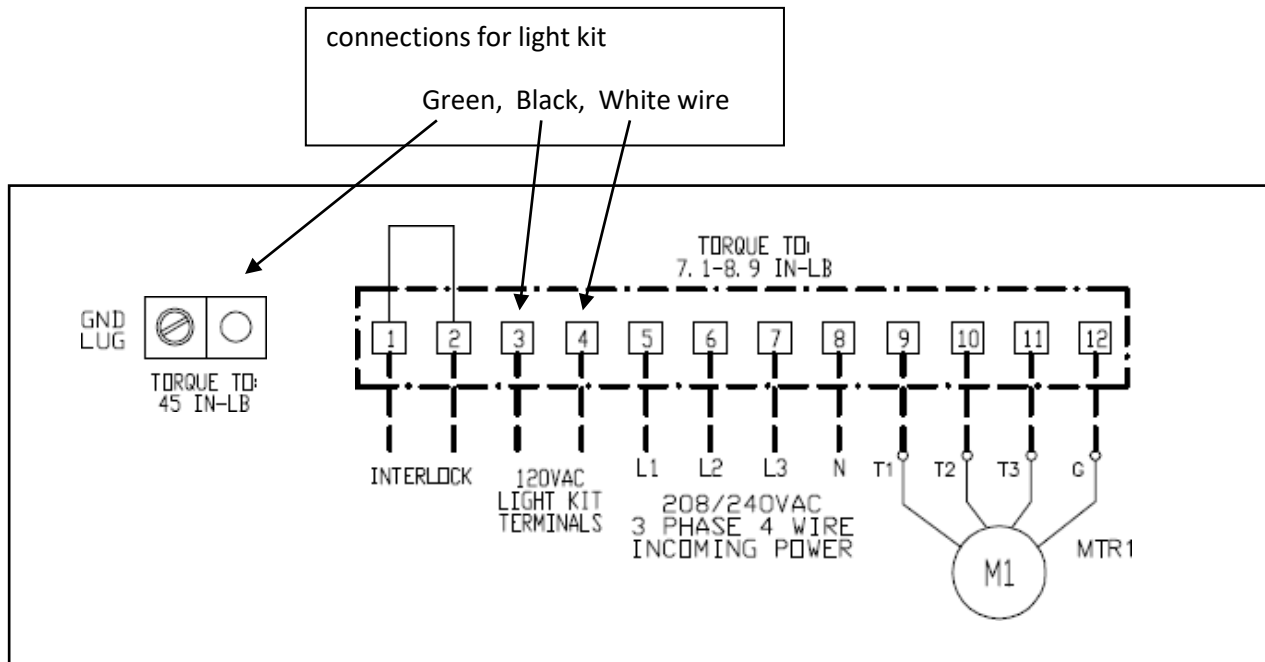 connections for light kit
Green, Black, White wire
TORQUE TO:
7.1-8.9 IN-LB
GND
LUG
TORQUE TO:
45 IN-LB
1 2 3 4 5 6 7 8 9 10 11 12
INTERLOCK
120VAC
LIGHT KIT
TERMINALS
L1 L2 L3 N
208/240VAC
3 PHASE 4 WIRE
INCOMING POWER
T1 T2 T3 G
M1
MTR1